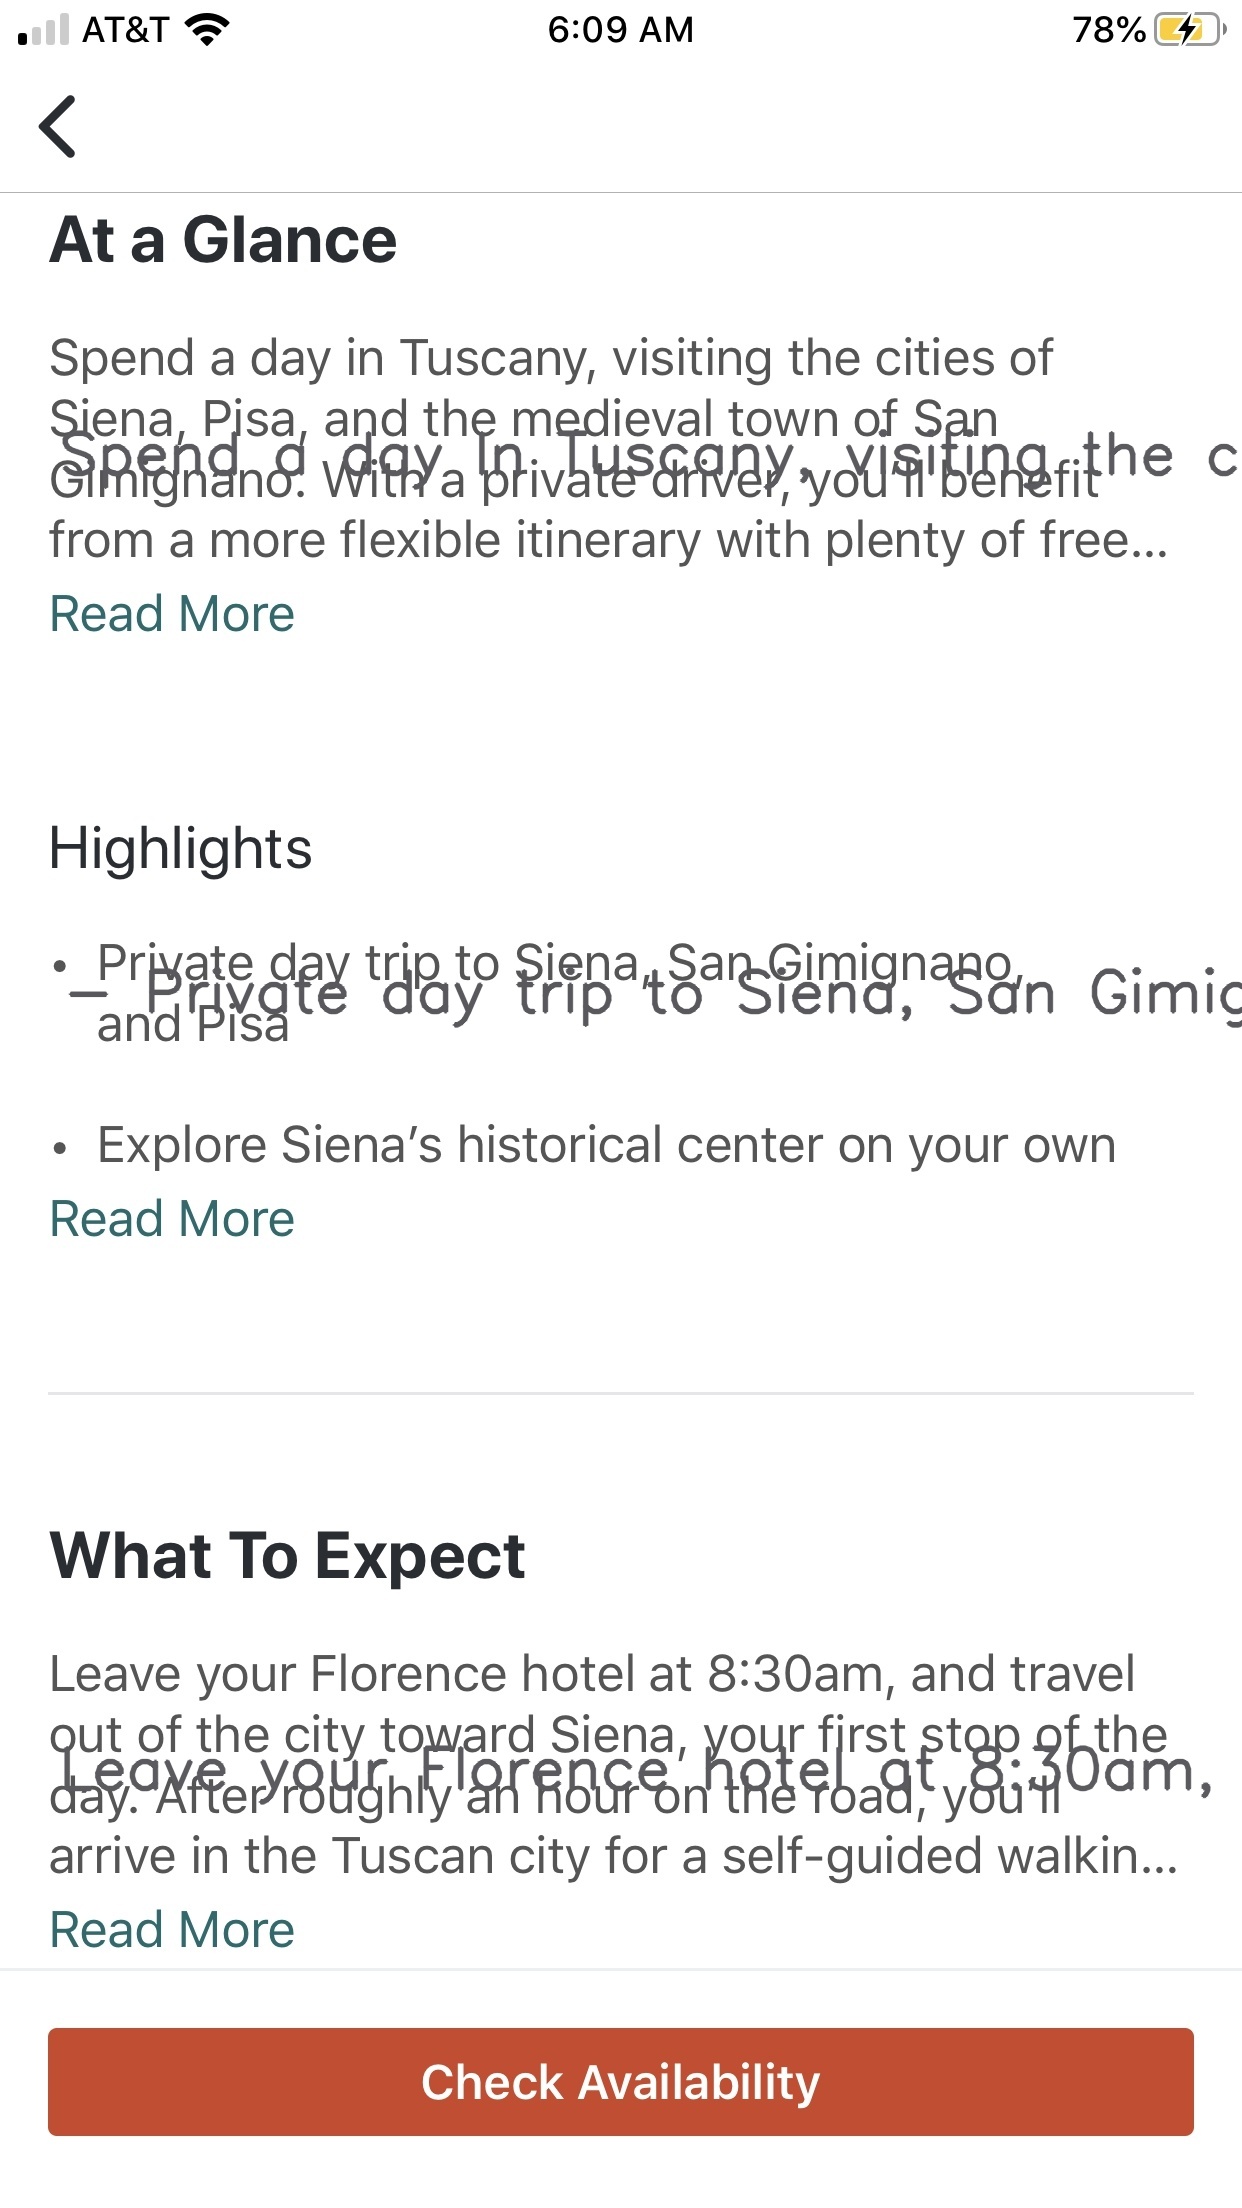 AT&T 6:09 AM 78%
At a Glance
Spend a day in Tuscany, visiting the cities of
Siena, Pisa, and the medieval town of San
Spend a day In Tuscany, visiting the c
Gimignano. With a private driver, you'll benefit
from a more flexible itinerary with plenty of free...
Read More
Highlights
• Private day trip to Siena, San Gimignano,
– Private day trip to Siena, San Gimig
and Pisa
• Explore Siena’s historical center on your own
Read More
What To Expect
Leave your Florence hotel at 8:30am, and travel
out of the city toward Siena, your first stop of the
Leave your Florence hotel at 8:30am,
day. After roughly an hour on the road, you'll
arrive in the Tuscan city for a self-guided walkin...
Read More
Check Availability